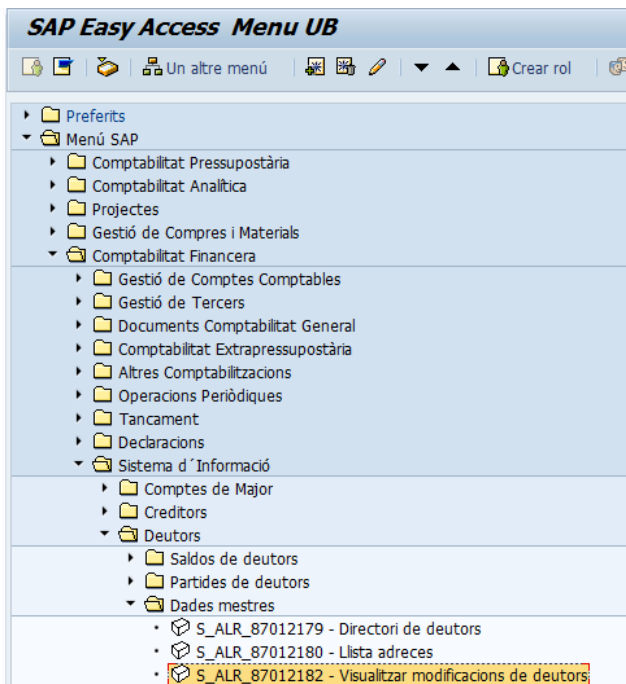 SAP Easy Access Menu UB
Un altre menú Crear rol
Preferits
Menú SAP
Comptabilitat Pressupostària
Comptabilitat Analítica
Projectes
Gestió de Compres i Materials
Comptabilitat Financera
Gestió de Comptes Comptables
Gestió de Tercers
Documents Comptabilitat General
Comptabilitat Extrapressupostària
Altres Comptabilitzacions
Operacions Periòdiques
Tancament
Declaracions
Sistema d´Informació
Comptes de Major
Creditors
Deutors
Saldos de deutors
Partides de deutors
Dades mestres
S_ALR_87012179 - Directori de deutors
S_ALR_87012180 - Llista adreces
S_ALR_87012182 - Visualitzar modificacions de deutors